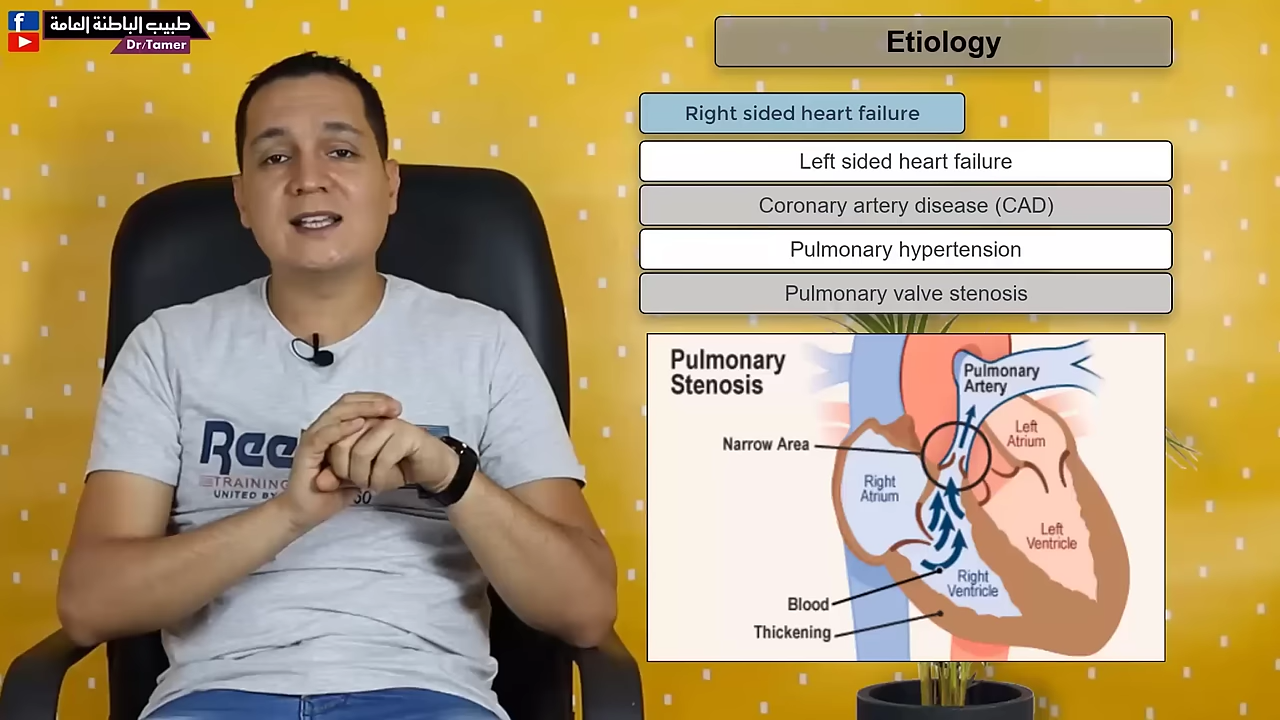 طبيب الباطنة العامة
Dr/Tamer
Etiology
Right sided heart failure
Left sided heart failure
Coronary artery disease (CAD)
Pulmonary hypertension
Pulmonary valve stenosis
Pulmonary
Stenosis
Pulmonary
Artery
Narrow Area
Left
Atrium
Right
Atrium
Left
Ventricle
Right
Ventricle
Blood
Thickening
Ree
TRAINING
UNITED BY